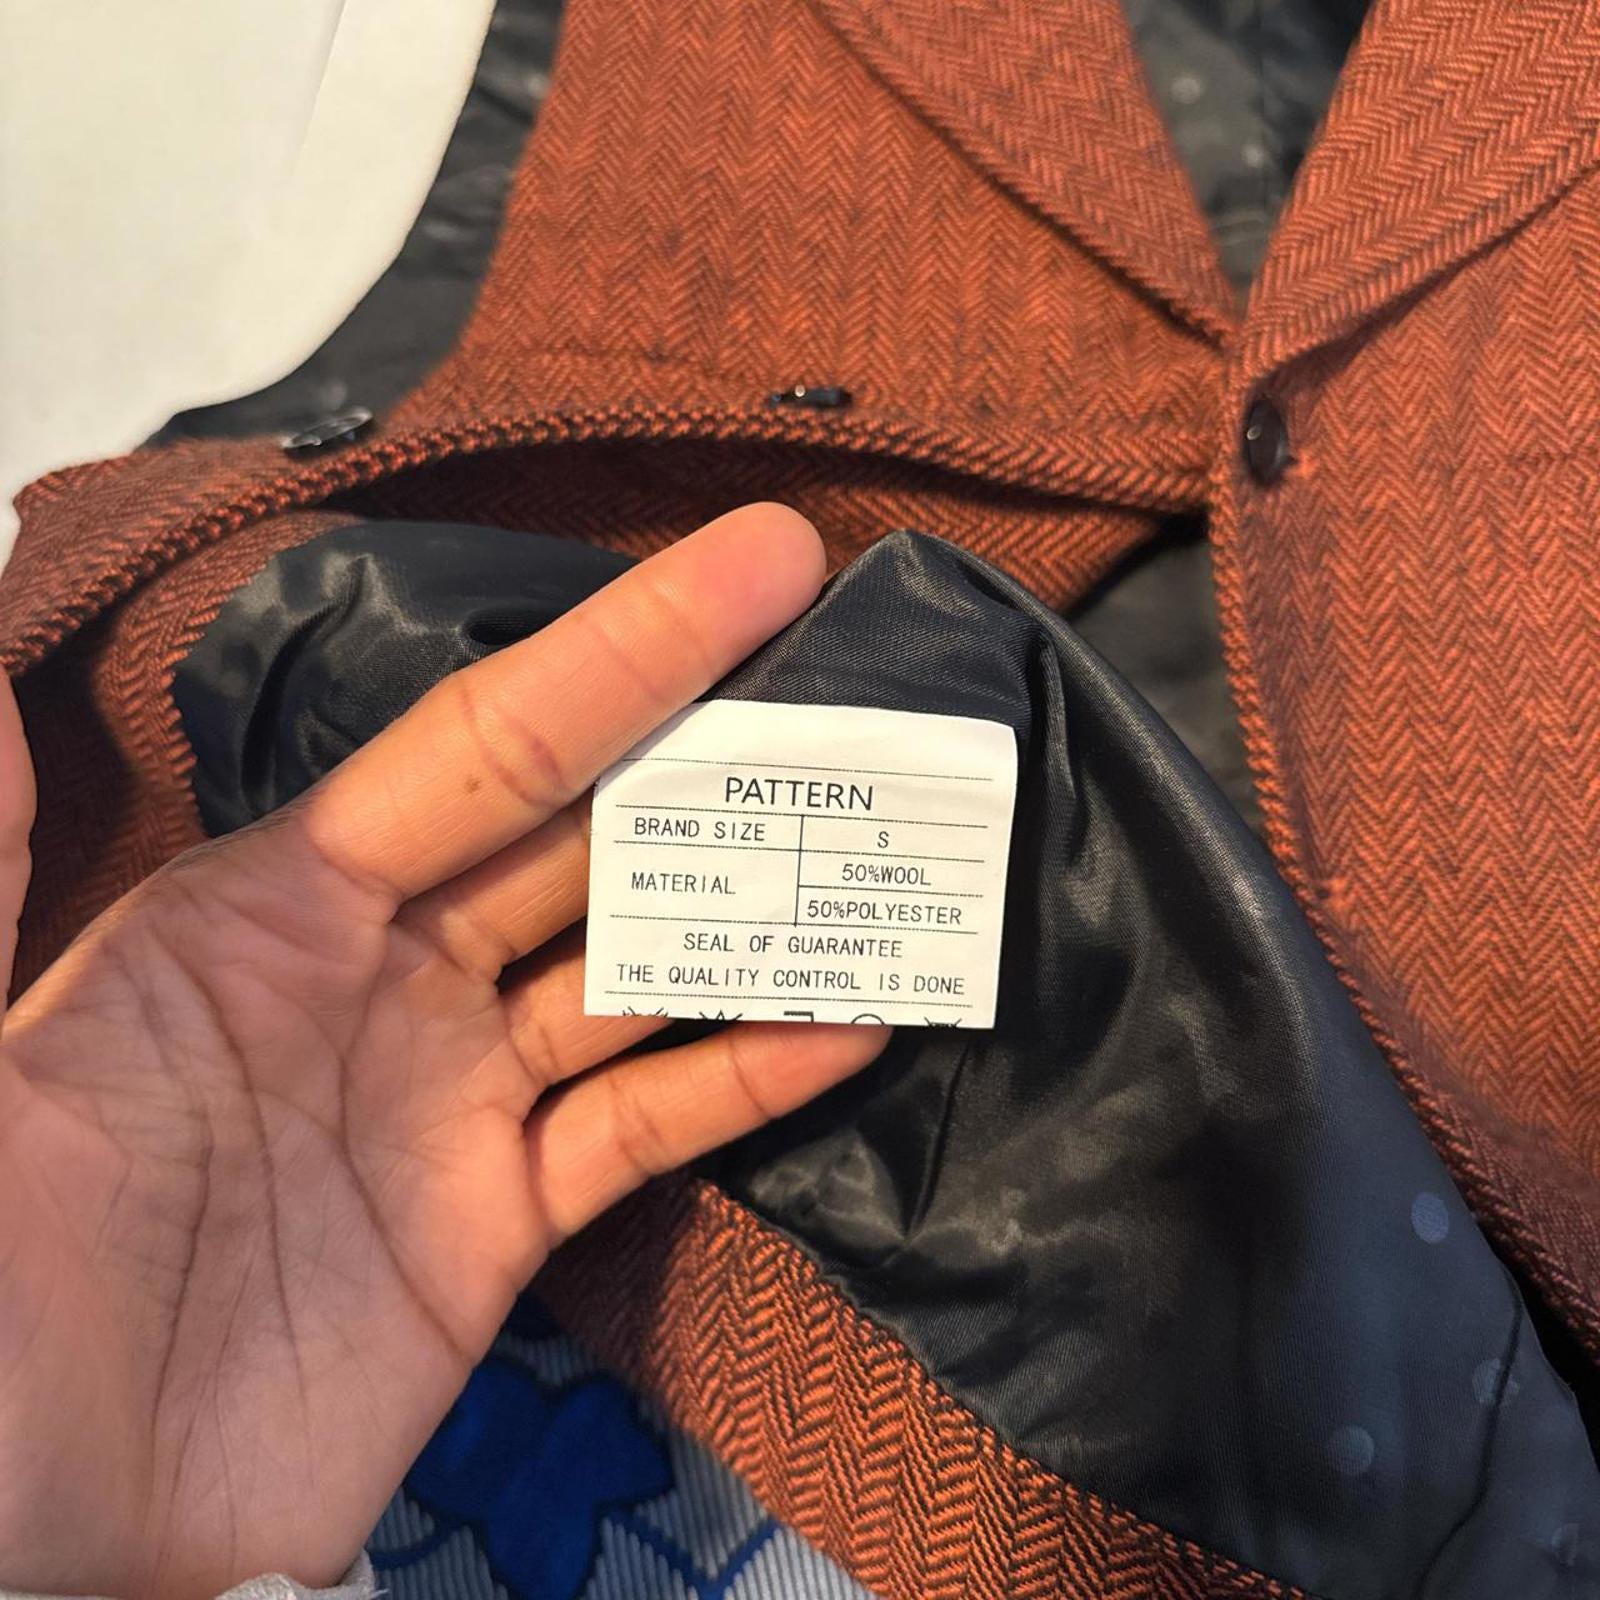 PATTERN
BRAND SIZE S
MATERIAL 50%WOOL
50%POLYESTER
SEAL OF GUARANTEE
THE QUALITY CONTROL IS DONE